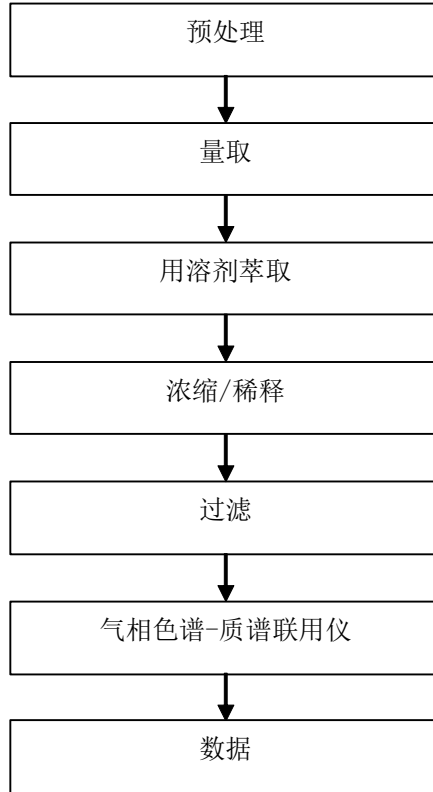 预处理
量取
用溶剂萃取
浓缩/稀释
过滤
气相色谱-质谱联用仪
数据